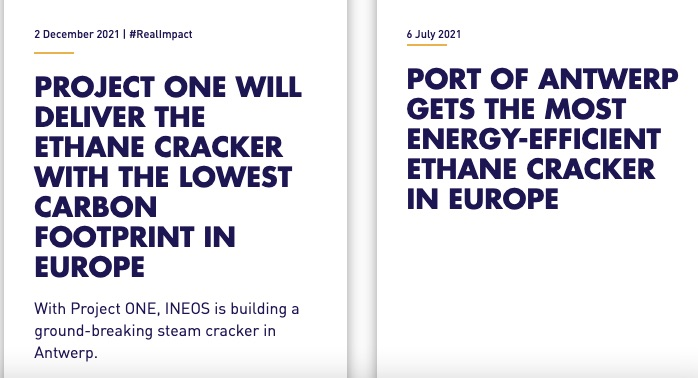 2 December 2021 | #RealImpact
PROJECT ONE WILL
DELIVER THE
ETHANE CRACKER
WITH THE LOWEST
CARBON
FOOTPRINT IN
EUROPE
With Project ONE, INEOS is building a
ground-breaking steam cracker in
Antwerp.
6 July 2021
PORT OF ANTWERP
GETS THE MOST
ENERGY-EFFICIENT
ETHANE CRACKER
IN EUROPE